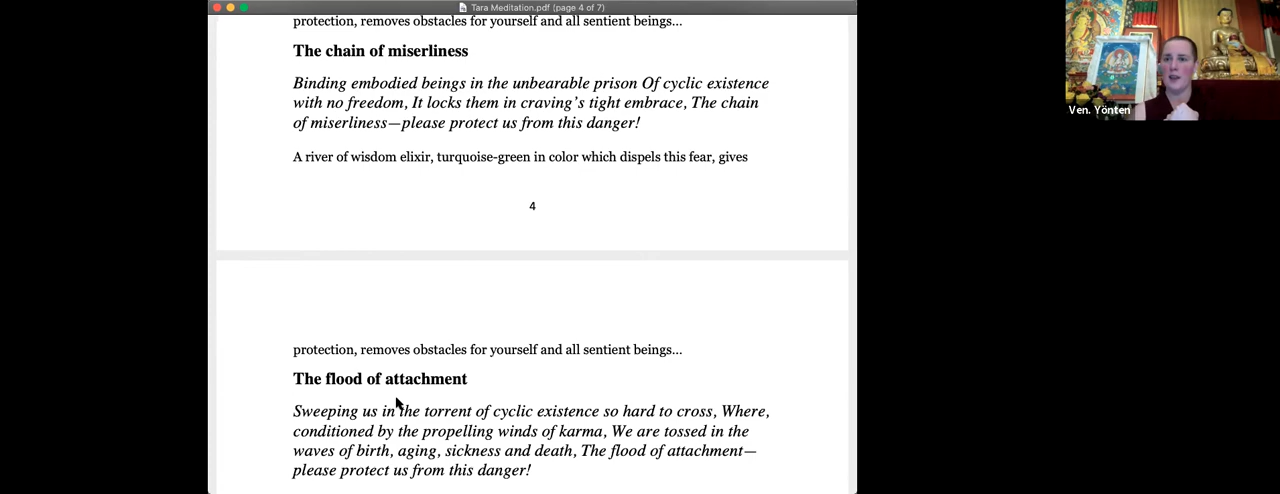 Tara Meditation.pdf (page 4 of 7)
protection, removes obstacles for yourself and all sentient beings...
The chain of miserliness
Binding embodied beings in the unbearable prison Of cyclic existence
with no freedom, It locks them in craving's tight embrace, The chain
of miserliness—please protect us from this danger!
A river of wisdom elixir, turquoise-green in color which dispels this fear, gives
4
protection, removes obstacles for yourself and all sentient beings...
The flood of attachment
Sweeping us in the torrent of cyclic existence so hard to cross, Where,
conditioned by the propelling winds of karma, We are tossed in the
waves of birth, aging, sickness and death, The flood of attachment—
please protect us from this danger!
Ven. Yönten